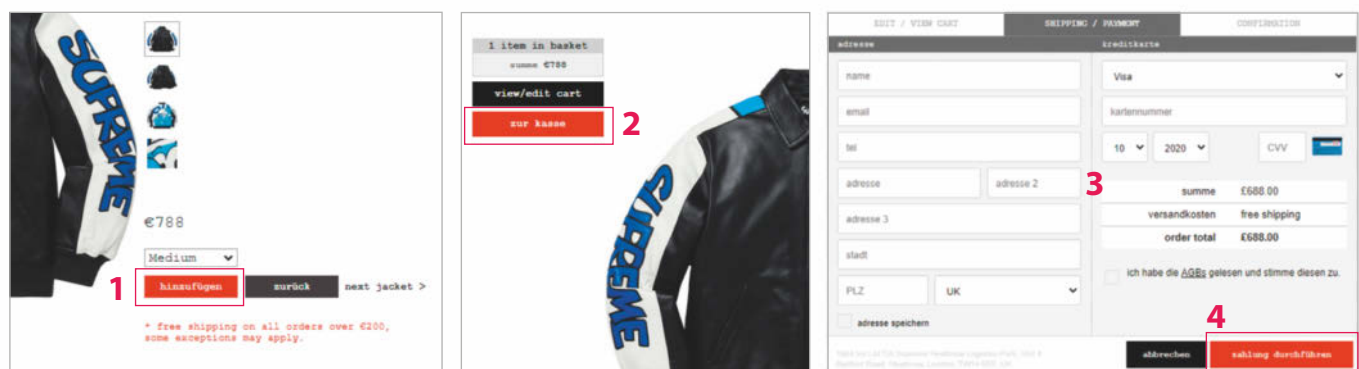 SUPREME
€788
Medium
1
hinzufügen
zurück
next jacket >
* free shipping on all orders over €200,
some exceptions may apply.
1 item in basket
summe €788
view/edit cart
zur kasse
2
SUPREME
EDIT / VIEW CART
SHIPPING / PAYMENT
CONFIRMATION
adresse
kreditkarte
name
email
tel
adresse
adresse 2
adresse 3
stadt
PLZ
UK
adresse speichern
3
Visa
kartennummer
10
2020
CVV
summe £688.00
versandkosten free shipping
order total £688.00
ich habe die AGBs gelesen und stimme diesen zu.
4
abbrechen
zahlung durchführen